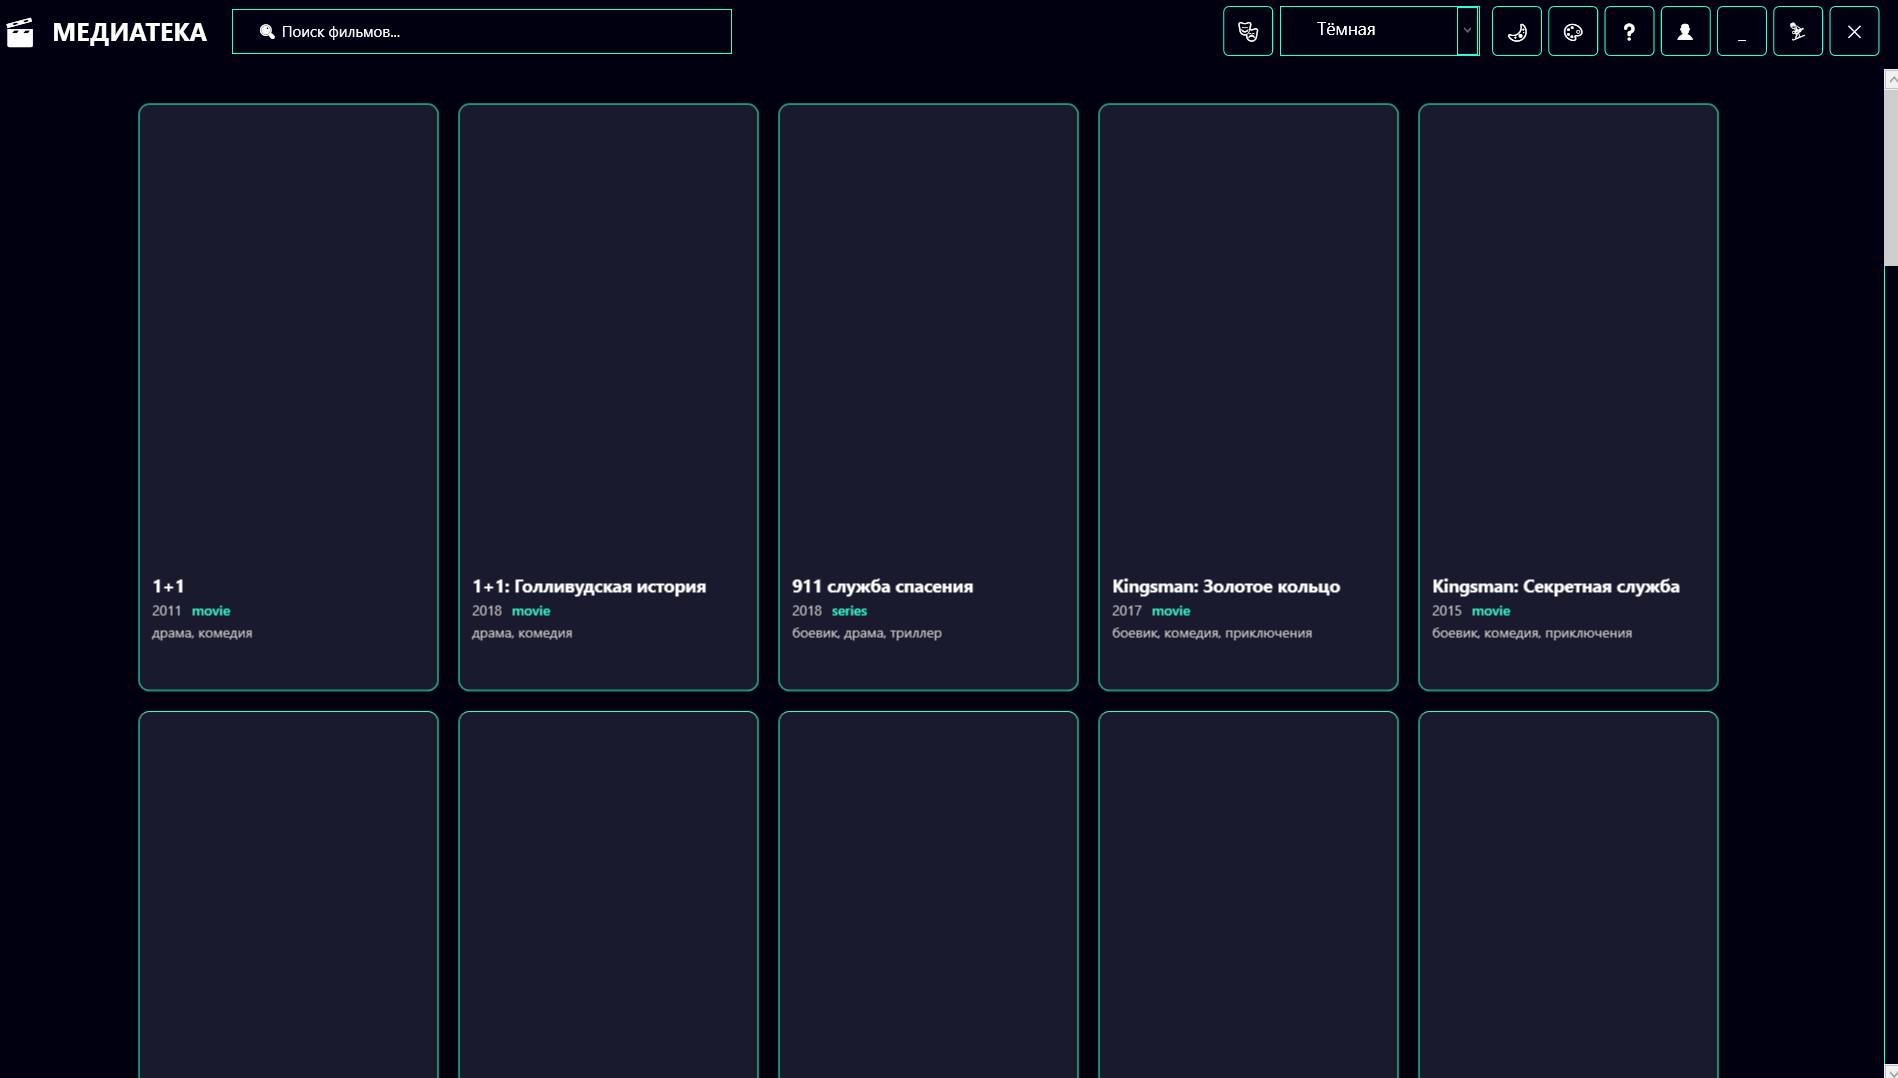 МЕДИАТЕКА
Поиск фильмов...
Тёмная
?
_
1+1
2011 movie
драма, комедия
1+1: Голливудская история
2018 movie
драма, комедия
911 служба спасения
2018 series
боевик, драма, триллер
Kingsman: Золотое кольцо
2017 movie
боевик, комедия, приключения
Kingsman: Секретная служба
2015 movie
боевик, комедия, приключения